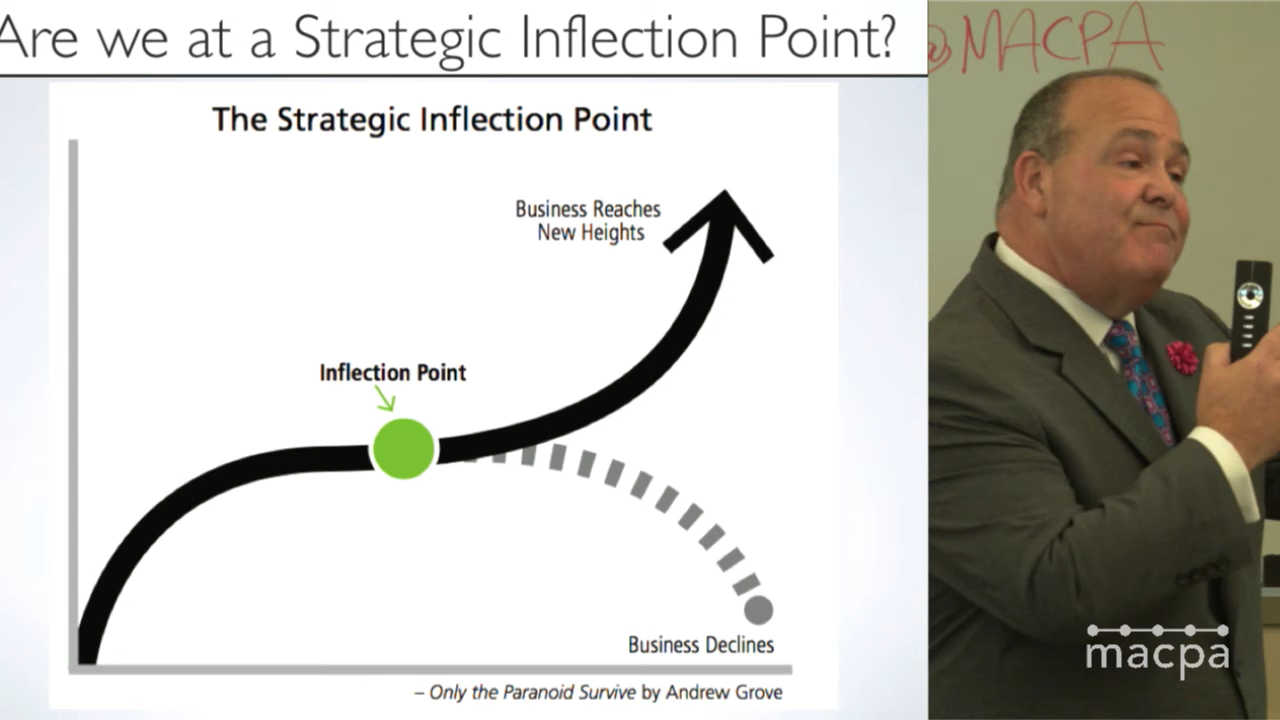 Are we at a Strategic Inflection Point?
The Strategic Inflection Point
Business Reaches
New Heights
Inflection Point
Business Declines
– Only the Paranoid Survive by Andrew Grove
@MACPA
macpa